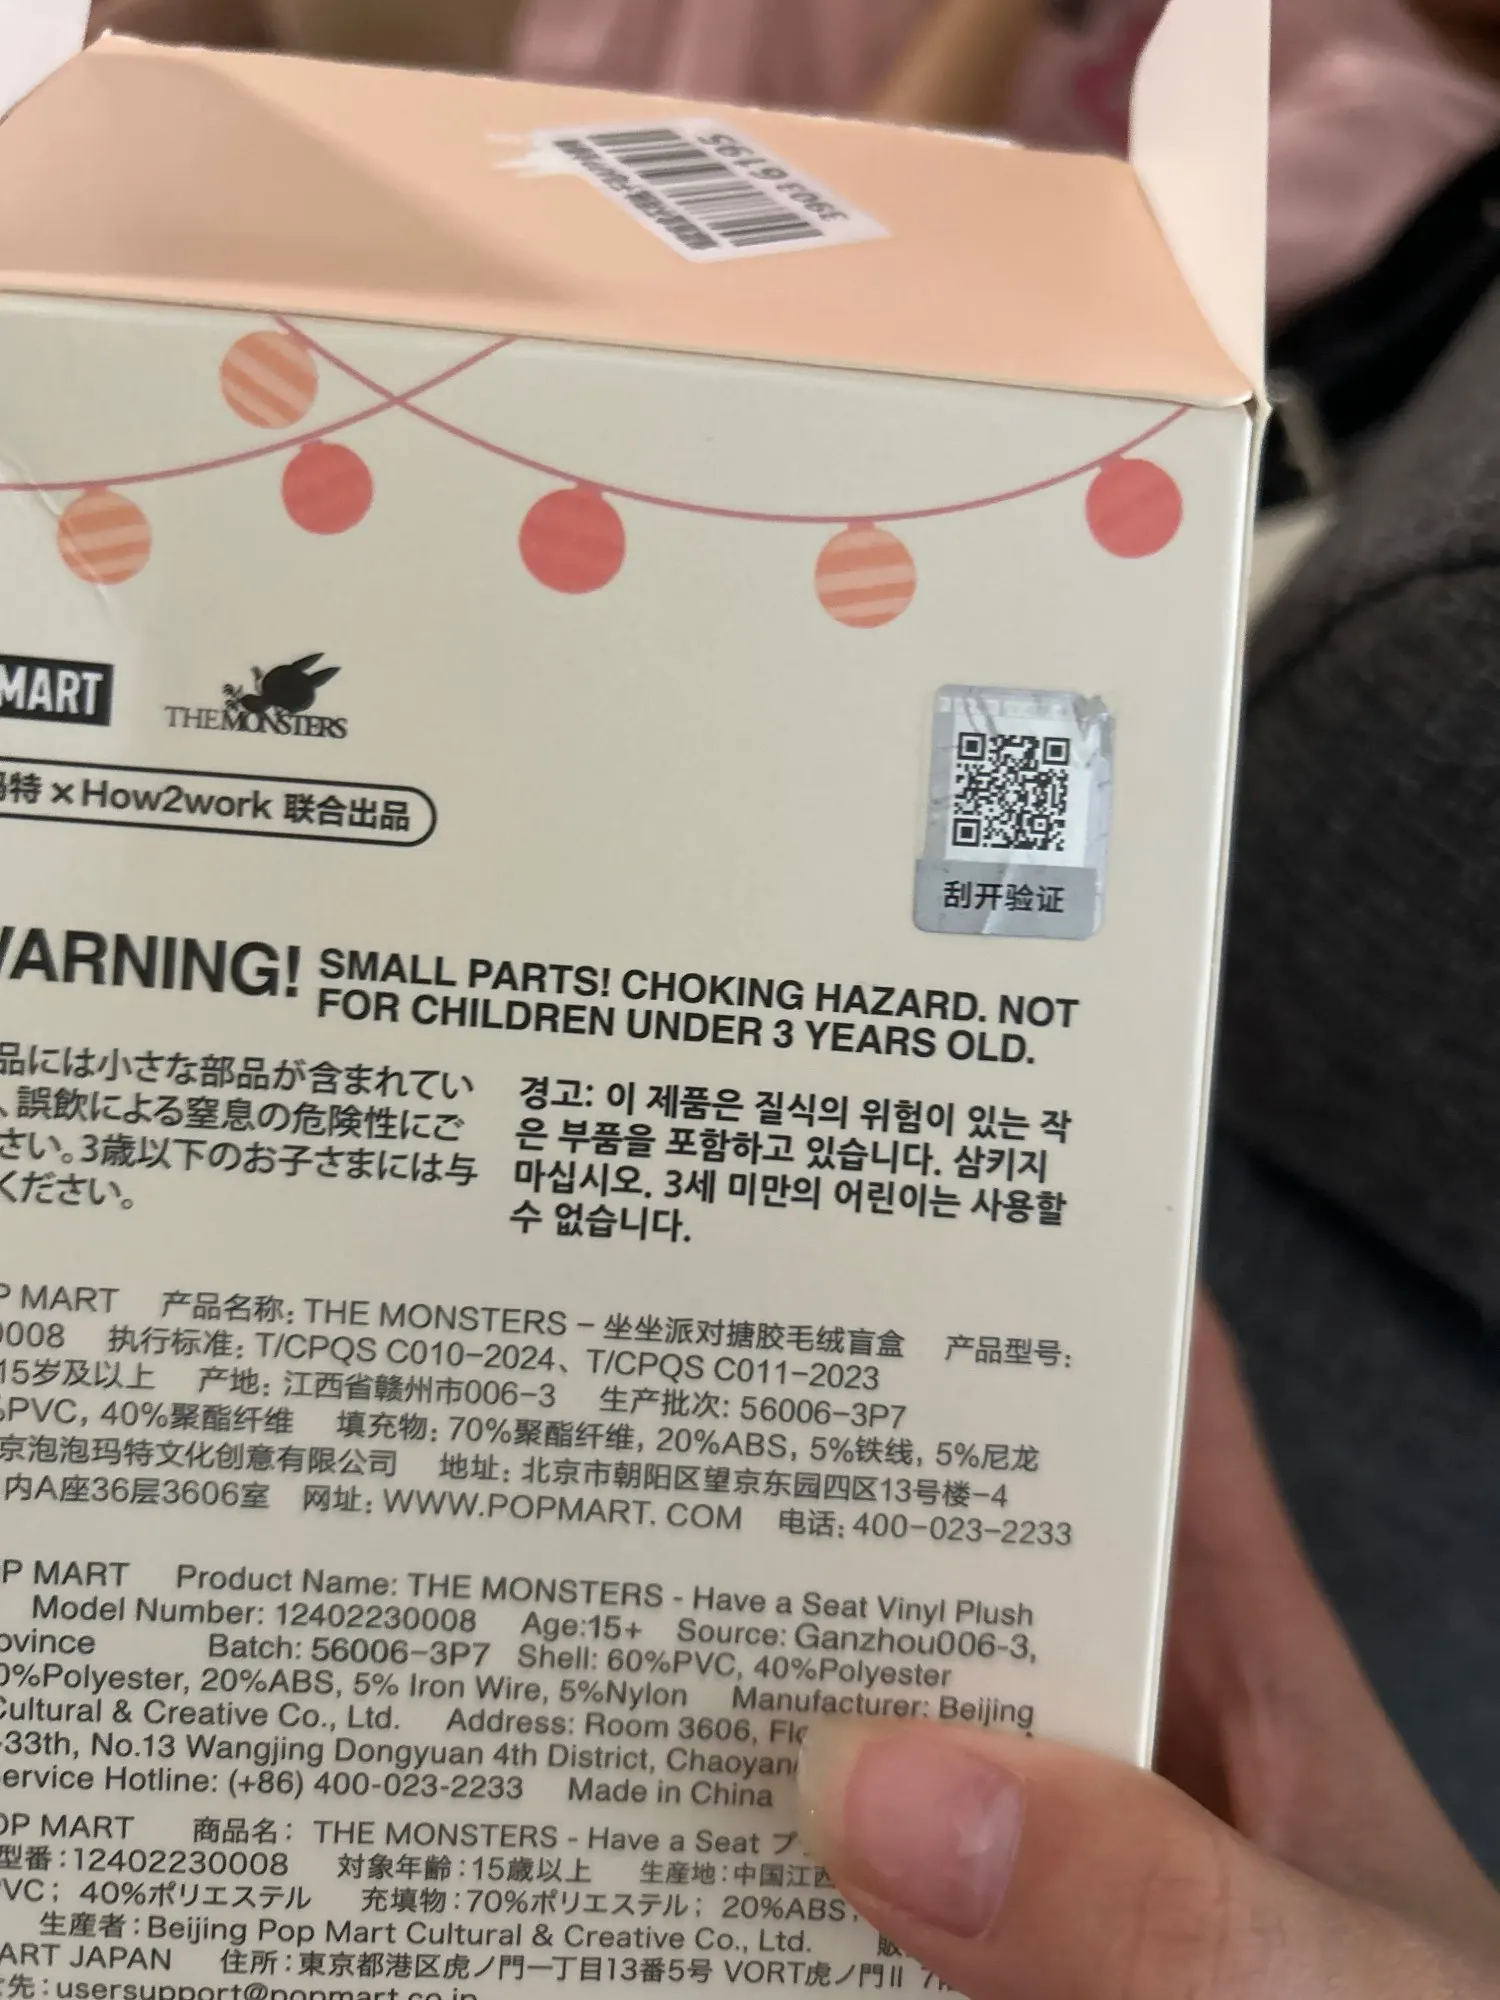 39036195
MART
THE MONSTERS
玛特 × How2work 联合出品
刮开验证
WARNING! SMALL PARTS! CHOKING HAZARD. NOT
FOR CHILDREN UNDER 3 YEARS OLD.
品には小さな部品が含まれてい
、誤飲による窒息の危険性にご
さい。3歳以下のお子さまには与
ください。
경고: 이 제품은 질식의 위험이 있는 작
은 부품을 포함하고 있습니다. 삼키지
마십시오. 3세 미만의 어린이는 사용할
수 없습니다.
P MART 产品名称: THE MONSTERS – 坐坐派对搪胶毛绒盲盒 产品型号:
0008 执行标准: T/CPQS C010-2024、T/CPQS C011-2023
15岁及以上 产地: 江西省赣州市006-3 生产批次: 56006-3P7
%PVC, 40%聚酯纤维 填充物: 70%聚酯纤维, 20%ABS, 5%铁线, 5%尼龙
京泡泡玛特文化创意有限公司 地址: 北京市朝阳区望京东园四区13号楼-4
内A座36层3606室 网址: WWW.POPMART. COM 电话: 400-023-2233
P MART Product Name: THE MONSTERS - Have a Seat Vinyl Plush
Model Number: 12402230008 Age:15+ Source: Ganzhou006-3,
ovince Batch: 56006-3P7 Shell: 60%PVC, 40%Polyester
0%Polyester, 20%ABS, 5% Iron Wire, 5%Nylon Manufacturer: Beijing
Cultural & Creative Co., Ltd. Address: Room 3606, Flo
-33th, No.13 Wangjing Dongyuan 4th District, Chaoyan
ervice Hotline: (+86) 400-023-2233 Made in China
OP MART 商品名: THE MONSTERS - Have a Seat プ
型番:12402230008 対象年齢:15歳以上 生産地:中国江西
VC; 40%ポリエステル 充填物:70%ポリエステル; 20%ABS;
生産者:Beijing Pop Mart Cultural & Creative Co., Ltd. 販
ART JAPAN 住所:東京都港区虎ノ門一丁目13番5号 VORT虎ノ門II 7
先:usersupport@popmart.co.jp